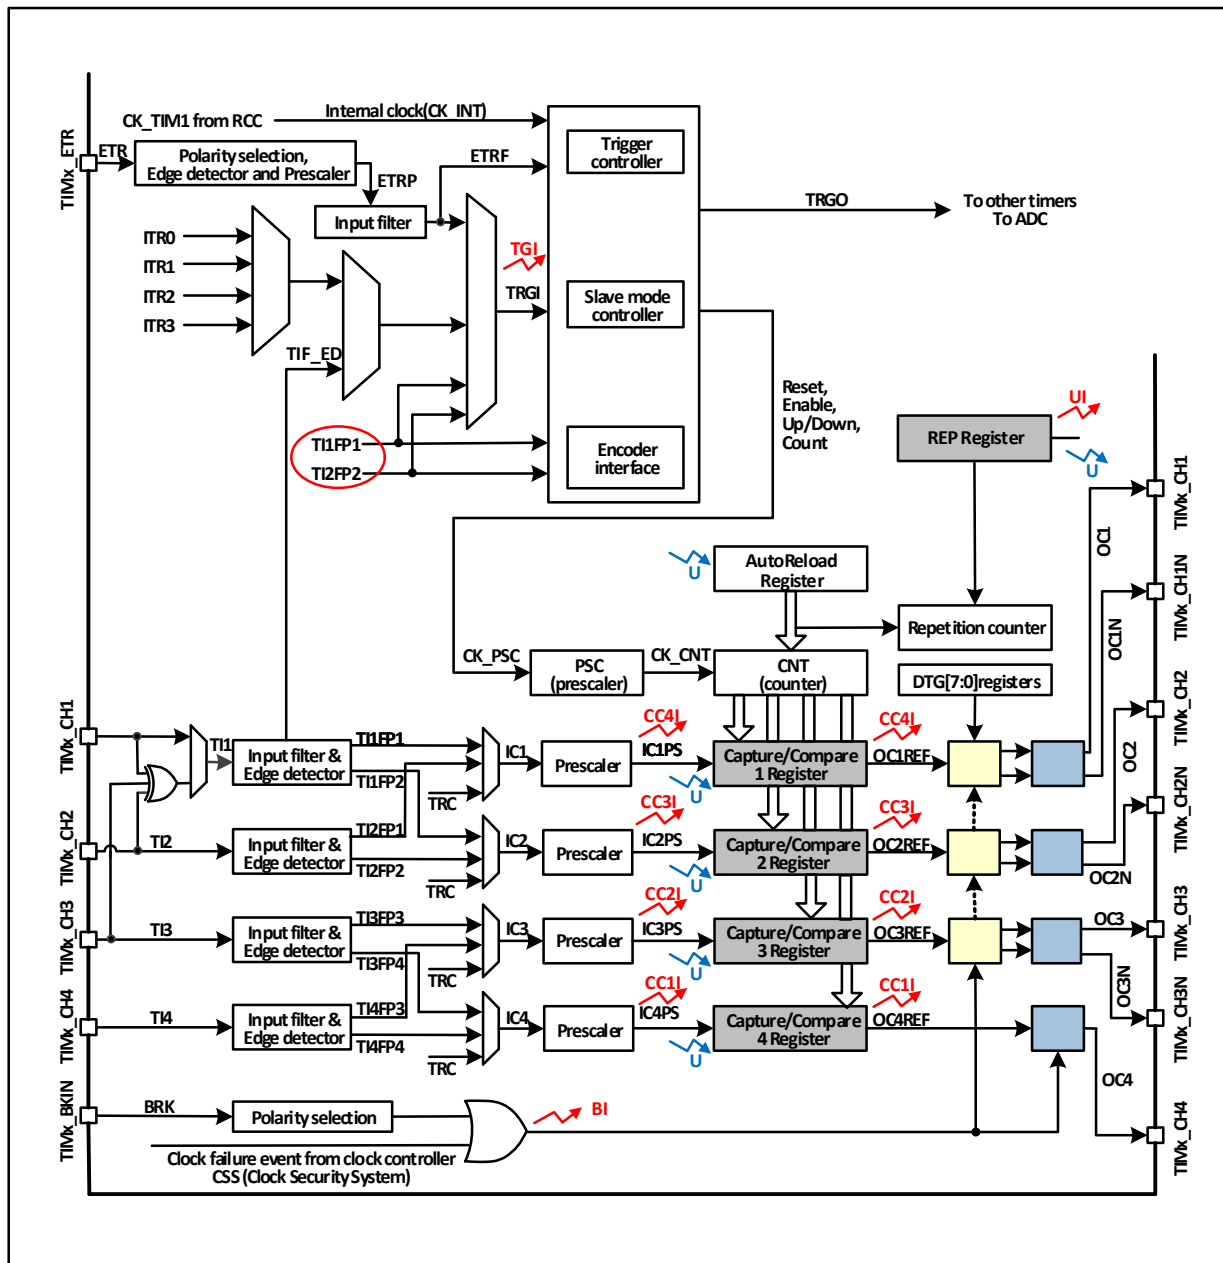 Internal clock(CK_INT)
CK_TIM1 from RCC
TIMx_ETR
ETR
Polarity selection,
Edge detector and Prescaler
ETRP
ETRF
Input filter
Trigger
controller
TRGO
To other timers
To ADC
ITR0
ITR1
ITR2
ITR3
TGI
TRGI
Slave mode
controller
TIF_ED
Reset,
Enable,
Up/Down,
Count
TI1FP1
TI2FP2
Encoder
interface
UI
REP Register
U
TIMx_CH1
OC1
U
AutoReload
Register
TIMx_CH1N
OC1N
Repetition counter
CK_PSC
PSC
(prescaler)
CK_CNT
CNT
(counter)
DTG[7:0]registers
TIMx_CH2
OC2
TIMx_CH1
TI1
Input filter &
Edge detector
TI1FP1
TI1FP2
TRC
IC1
Prescaler
CC4I
IC1PS
U
Capture/Compare
1 Register
CC4I
OC1REF
TIMx_CH2N
TIMx_CH2
TI2
Input filter &
Edge detector
TI2FP1
TI2FP2
TRC
IC2
Prescaler
CC3I
IC2PS
U
Capture/Compare
2 Register
CC3I
OC2REF
OC2N
TIMx_CH3
TI3
Input filter &
Edge detector
TI3FP3
TI3FP4
TRC
IC3
Prescaler
CC2I
IC3PS
U
Capture/Compare
3 Register
CC2I
OC3REF
OC3
TIMx_CH3
OC3N
TIMx_CH3N
TIMx_CH4
TI4
Input filter &
Edge detector
TI4FP3
TI4FP4
TRC
IC4
Prescaler
CC1I
IC4PS
U
Capture/Compare
4 Register
CC1I
OC4REF
OC4
TIMx_CH4
TIMx_BKIN
BRK
Polarity selection
BI
Clock failure event from clock controller
CSS (Clock Security System)